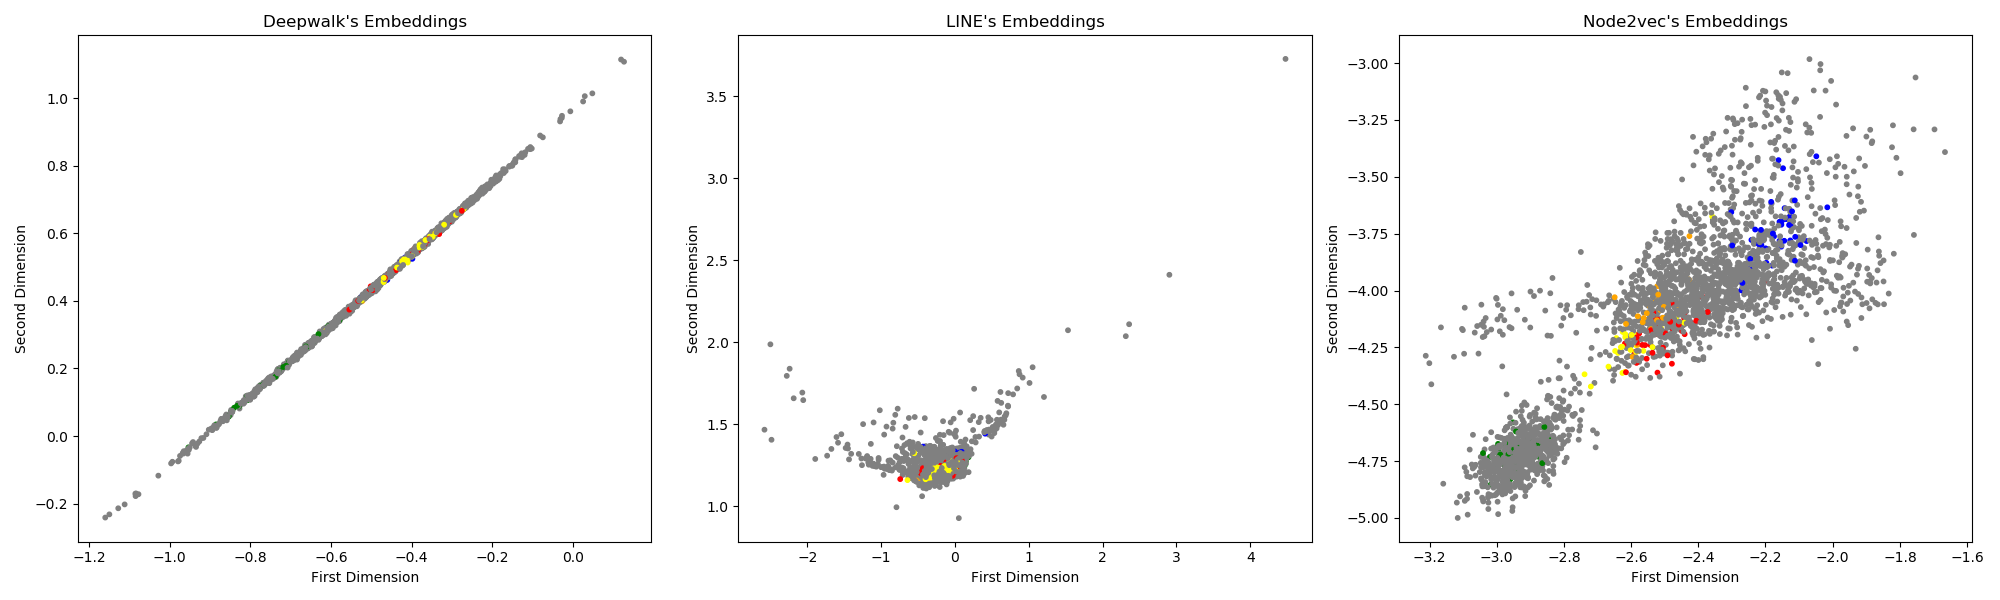 Deepwalk's Embeddings
Second Dimension
1.0
0.8
0.6
0.4
0.2
0.0
−0.2
−1.2 −1.0 −0.8 −0.6 −0.4 −0.2 0.0
First Dimension
LINE's Embeddings
Second Dimension
3.5
3.0
2.5
2.0
1.5
1.0
−2 −1 0 1 2 3 4
First Dimension
Node2vec's Embeddings
Second Dimension
−3.00
−3.25
−3.50
−3.75
−4.00
−4.25
−4.50
−4.75
−5.00
−3.2 −3.0 −2.8 −2.6 −2.4 −2.2 −2.0 −1.8 −1.6
First Dimension